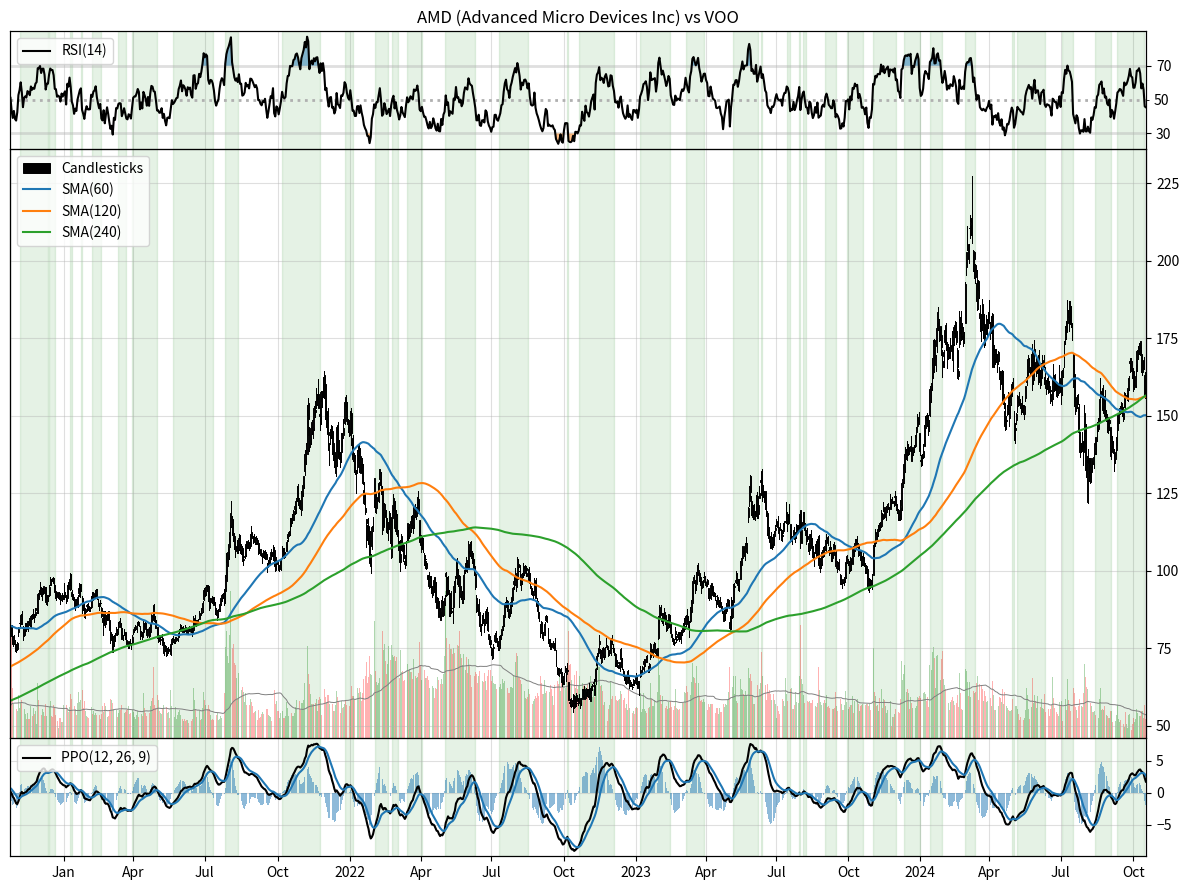 AMD (Advanced Micro Devices Inc) vs VOO
RSI(14)
70
50
30
Candlesticks
SMA(60)
SMA(120)
SMA(240)
225
200
175
150
125
100
75
50
PPO(12, 26, 9)
5
0
−5
Jan Apr Jul Oct 2022 Apr Jul Oct 2023 Apr Jul Oct 2024 Apr Jul Oct